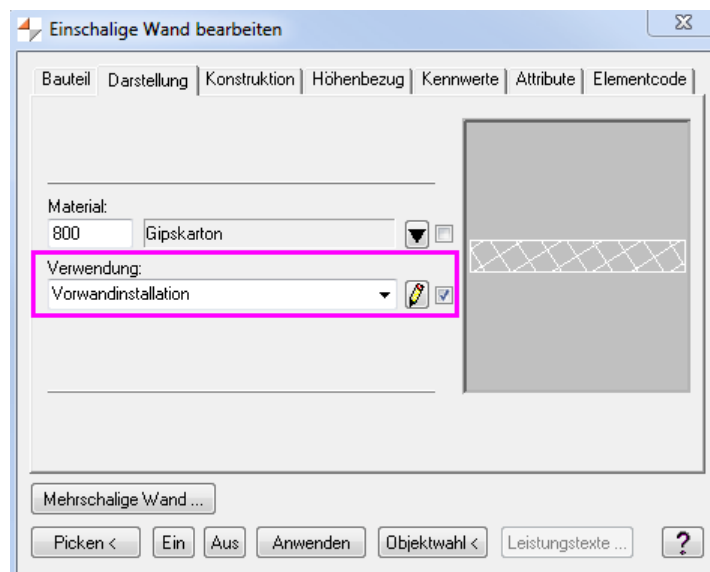 Einschalige Wand bearbeiten
Bauteil Darstellung Konstruktion Höhenbezug Kennwerte Attribute Elementcode
Material:
800 Gipskarton
Verwendung:
Vorwandinstallation
Mehrschalige Wand ...
Picken < Ein Aus Anwenden Objektwahl < Leistungstexte ... ?